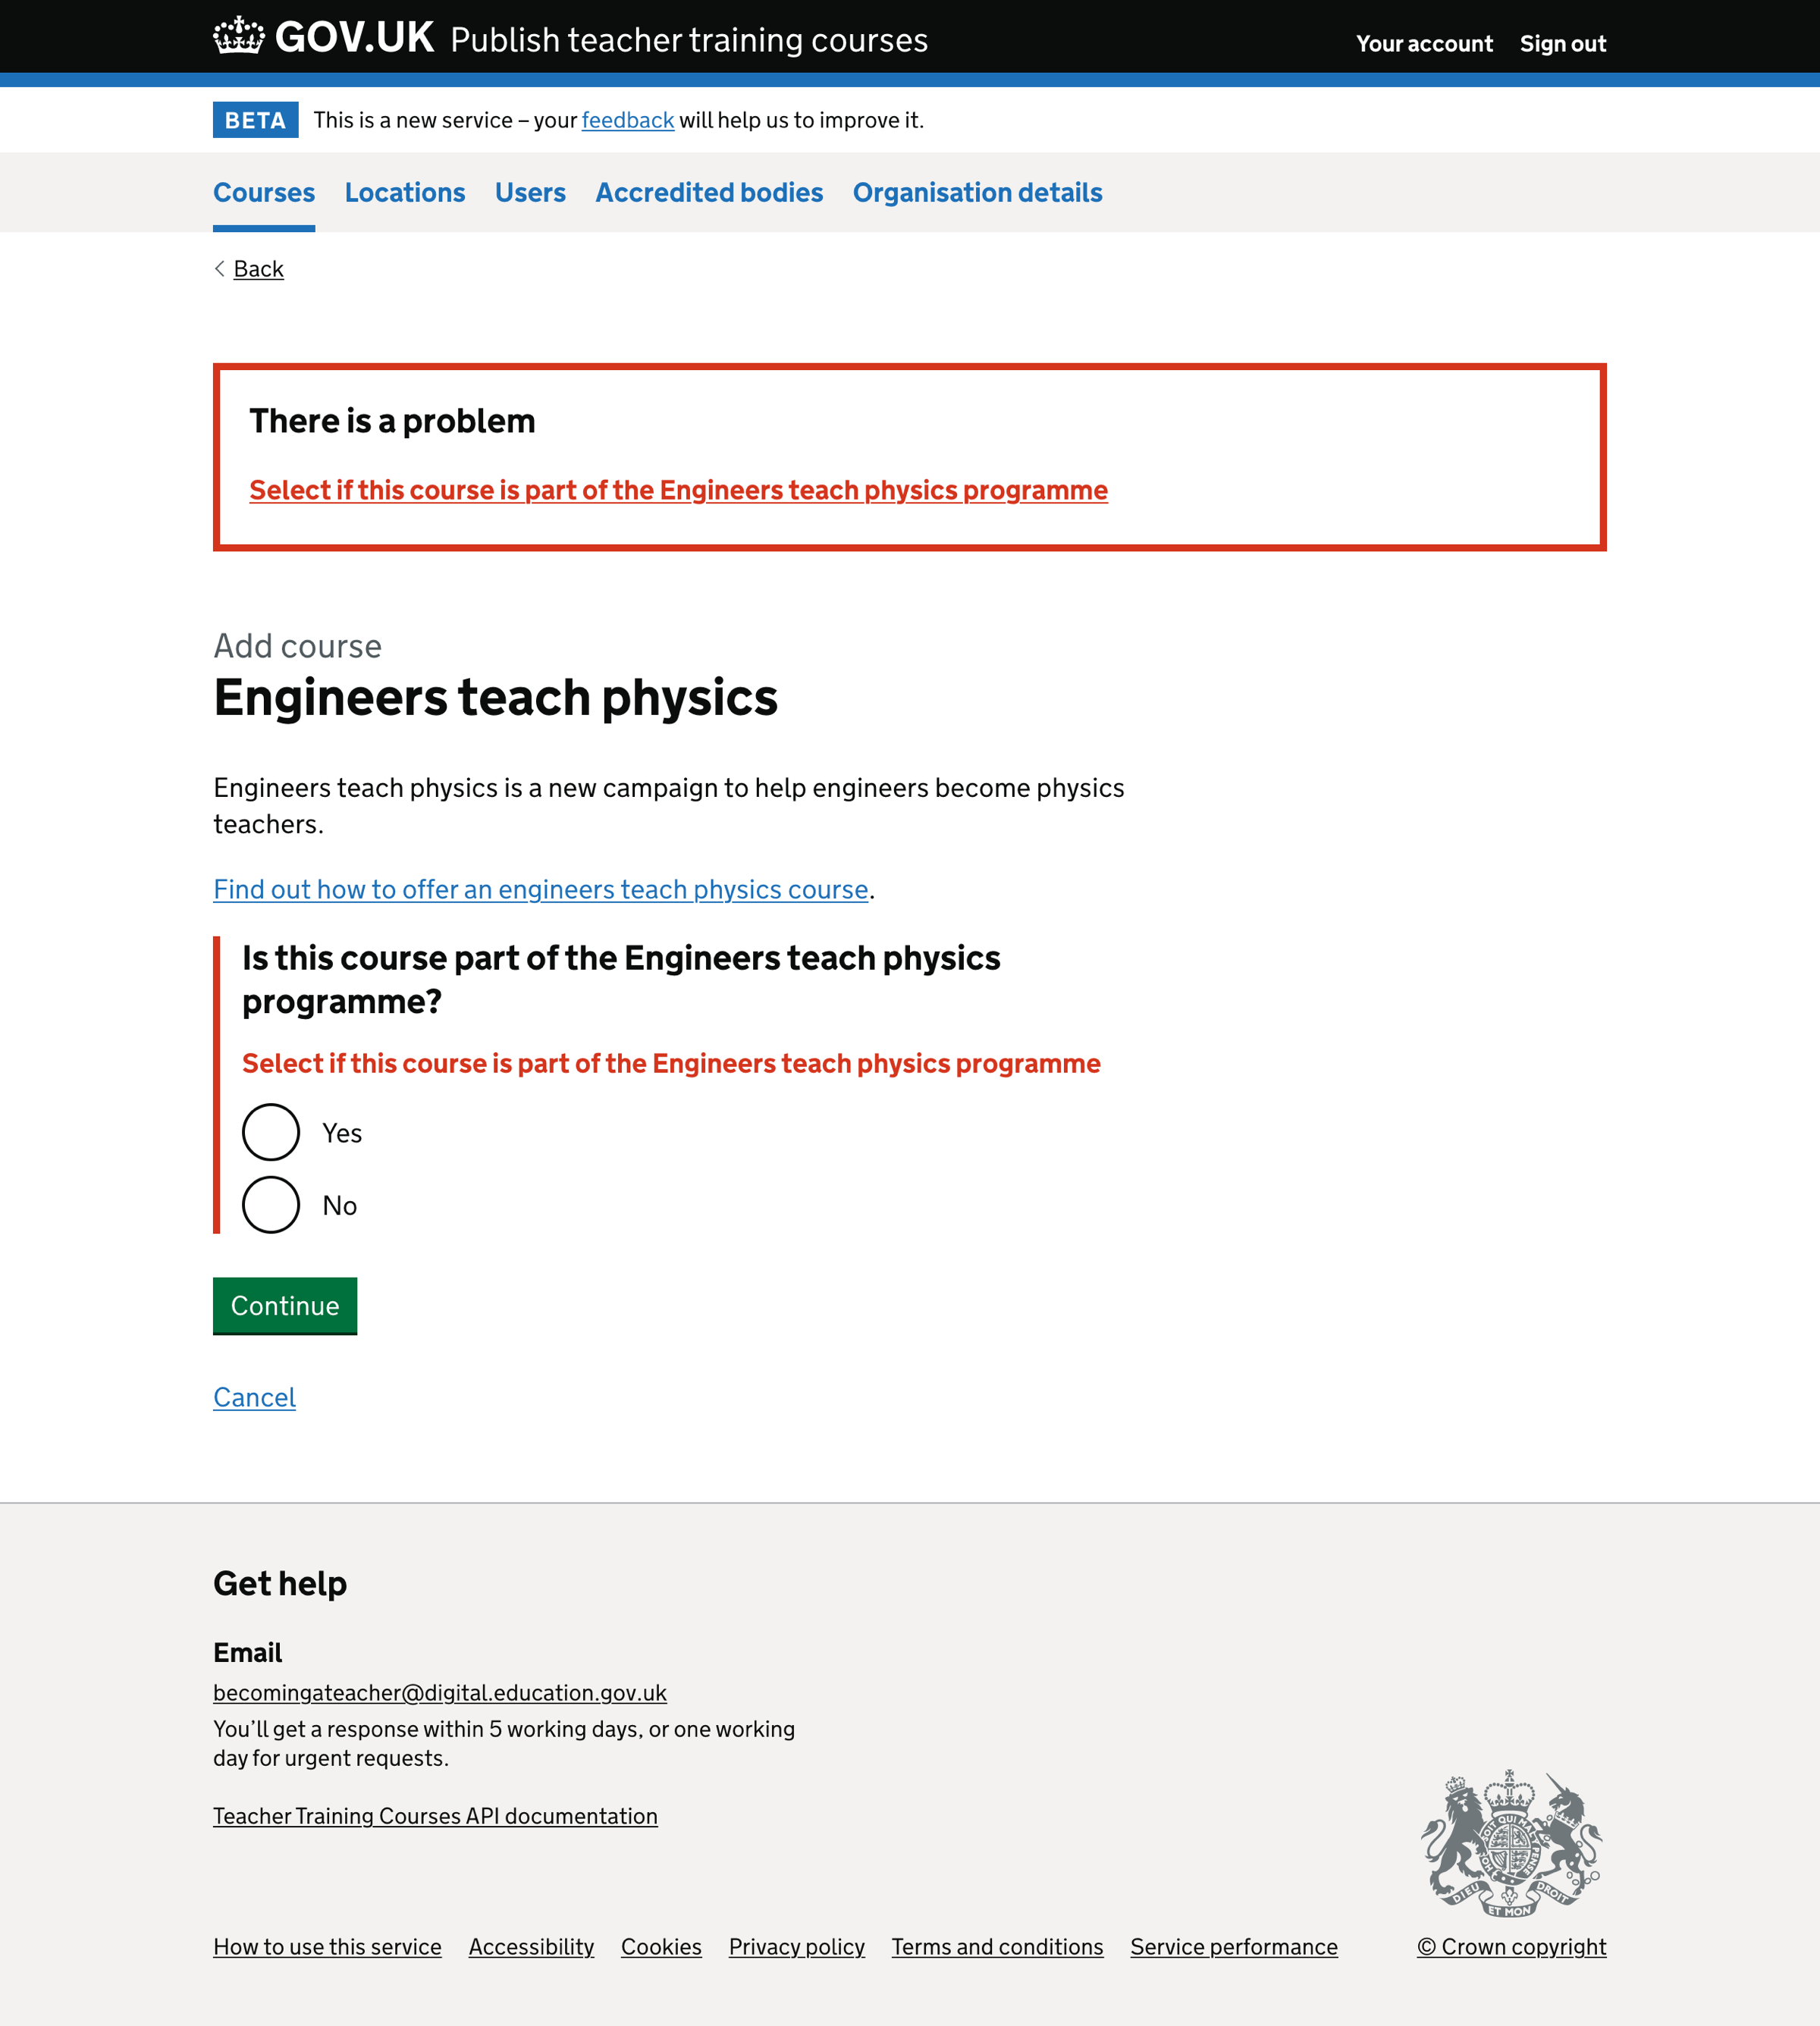 GOV.UK Publish teacher training courses
Your account Sign out
BETA This is a new service – your feedback will help us to improve it.
Courses Locations Users Accredited bodies Organisation details
Back
There is a problem
Select if this course is part of the Engineers teach physics programme
Add course
Engineers teach physics
Engineers teach physics is a new campaign to help engineers become physics
teachers.
Find out how to offer an engineers teach physics course.
Is this course part of the Engineers teach physics
programme?
Select if this course is part of the Engineers teach physics programme
Yes
No
Continue
Cancel
Get help
Email
becomingateacher@digital.education.gov.uk
You’ll get a response within 5 working days, or one working
day for urgent requests.
Teacher Training Courses API documentation
DIEU ET MON DROIT
How to use this service Accessibility Cookies Privacy policy Terms and conditions Service performance © Crown copyright